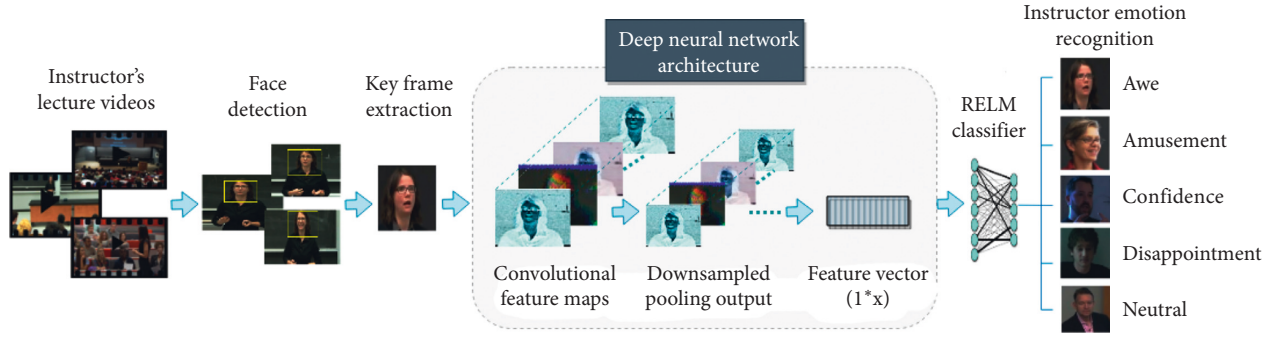 Instructor's
lecture videos
Face
detection
Key frame
extraction
Deep neural network
architecture
Convolutional
feature maps
Downsampled
pooling output
Feature vector
(1*x)
RELM
classifier
Instructor emotion
recognition
Awe
Amusement
Confidence
Disappointment
Neutral